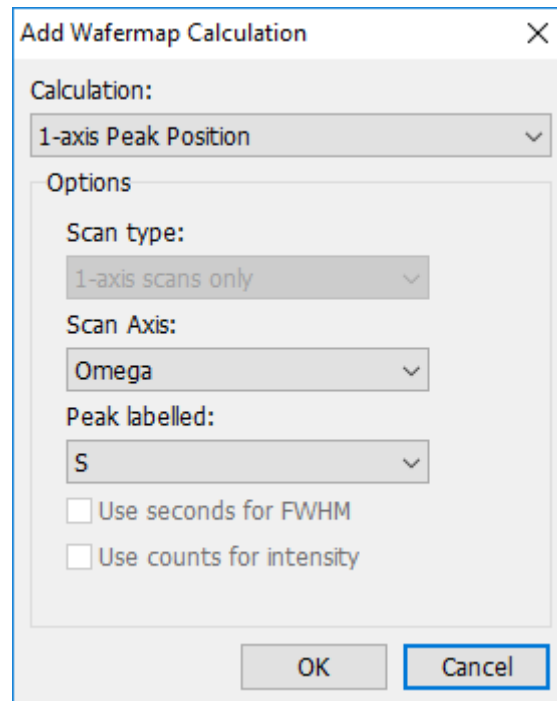 Add Wafermap Calculation
Calculation:
1-axis Peak Position
Options
Scan type:
1-axis scans only
Scan Axis:
Omega
Peak labelled:
S
Use seconds for FWHM
Use counts for intensity
OK Cancel